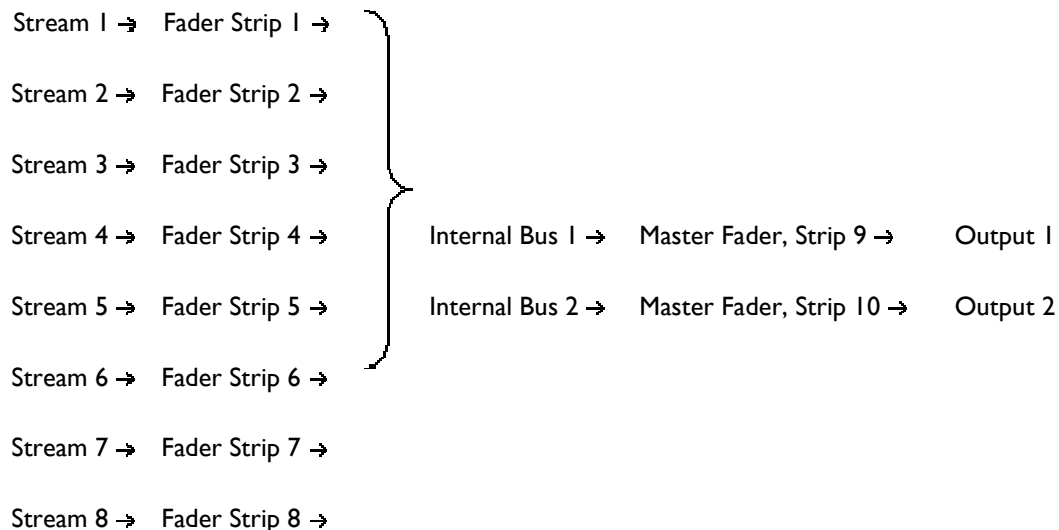 Stream 1 → Fader Strip 1 →
Stream 2 → Fader Strip 2 →
Stream 3 → Fader Strip 3 →
Stream 4 → Fader Strip 4 → Internal Bus 1 → Master Fader, Strip 9 → Output 1
Stream 5 → Fader Strip 5 → Internal Bus 2 → Master Fader, Strip 10 → Output 2
Stream 6 → Fader Strip 6 →
Stream 7 → Fader Strip 7 →
Stream 8 → Fader Strip 8 →